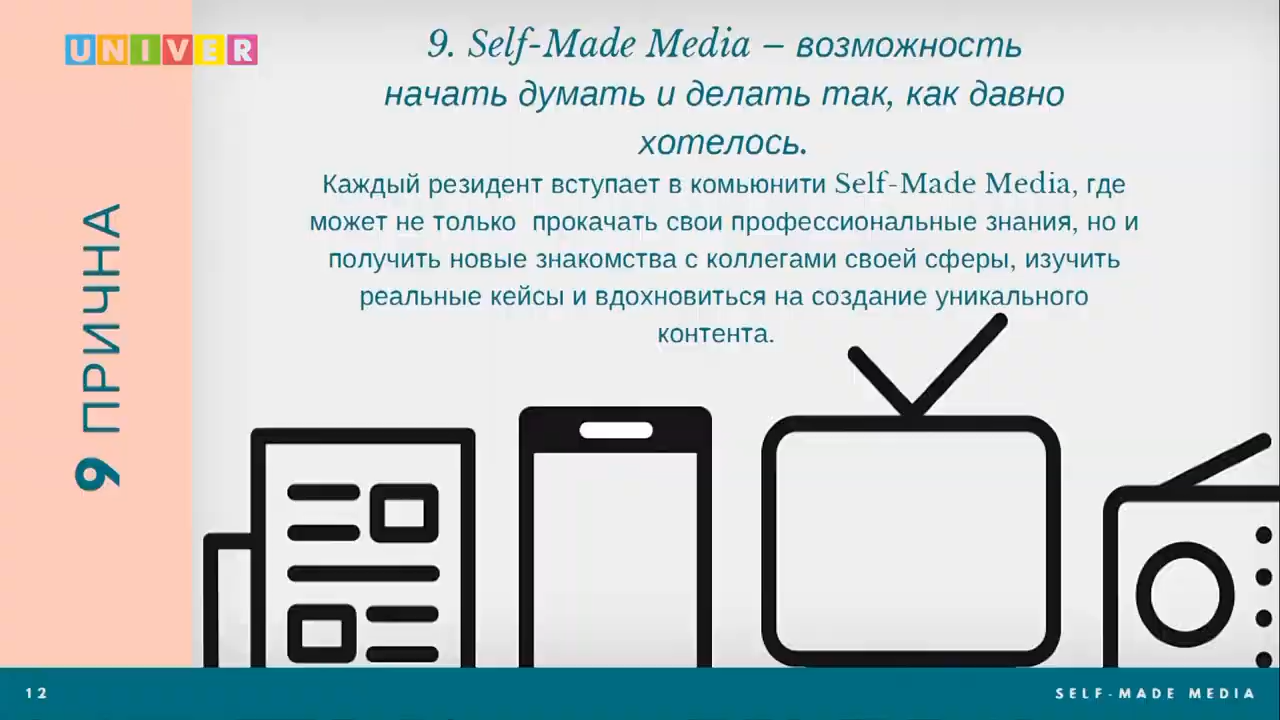 UNIVER
9. Self-Made Media – возможность
начать думать и делать так, как давно
хотелось.
Каждый резидент вступает в комьюнити Self-Made Media, где
может не только  прокачать свои профессиональные знания, но и
получить новые знакомства с коллегами своей сферы, изучить
реальные кейсы и вдохновиться на создание уникального
контента.
9 ПРИЧНА
12
SELF-MADE MEDIA